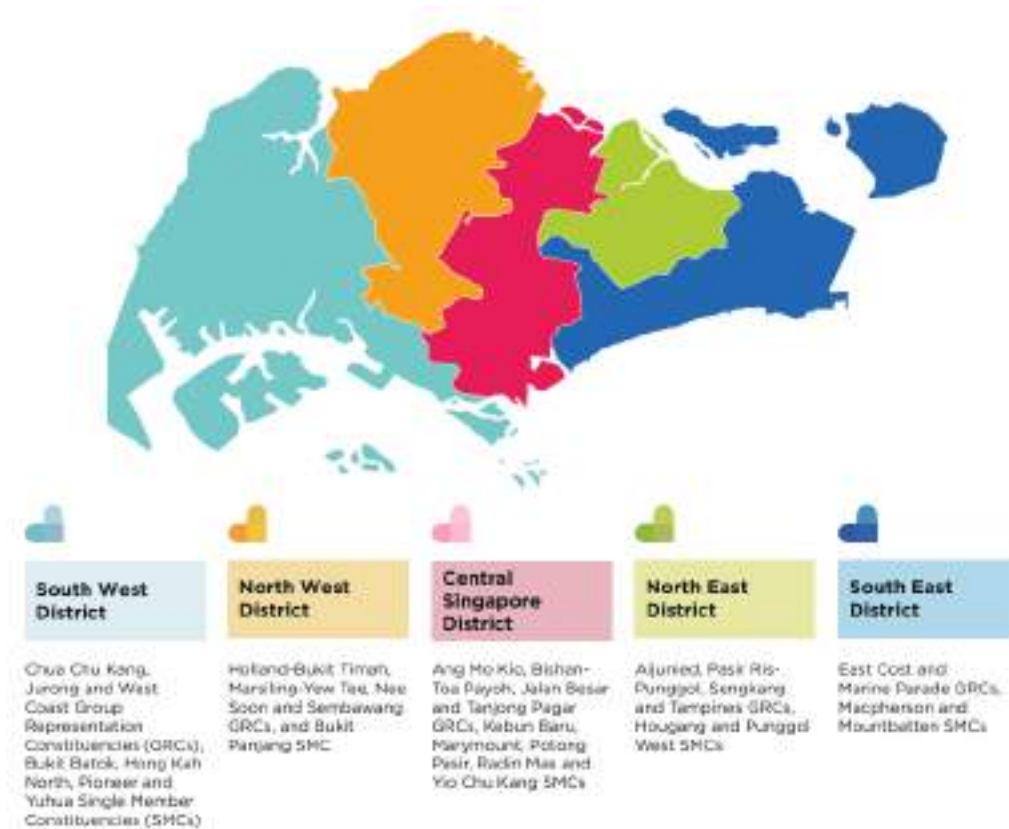 South West
District
Chua Chu Kang,
Jurong and West
Coast Group
Representation
Constituencies (GRCs),
Bukit Batok, Hong Kah
North, Pioneer and
Yuhua Single Member
Constituencies (SMCs)
North West
District
Holland-Bukit Timah,
Marsiling-Yew Tee, Nee
Soon and Sembawang
GRCs, and Bukit
Panjang SMC
Central
Singapore
District
Ang Mo Kio, Bishan-
Toa Payoh, Jalan Besar
and Tanjong Pagar
GRCs, Kebun Baru,
Marymount, Potong
Pasir, Radin Mas and
Yio Chu Kang SMCs
North East
District
Aljunied, Pasir Ris-
Punggol, Sengkang
and Tampines GRCs,
Hougang and Punggol
West SMCs
South East
District
East Cost and
Marine Parade GRCs,
Macpherson and
Mountbatten SMCs